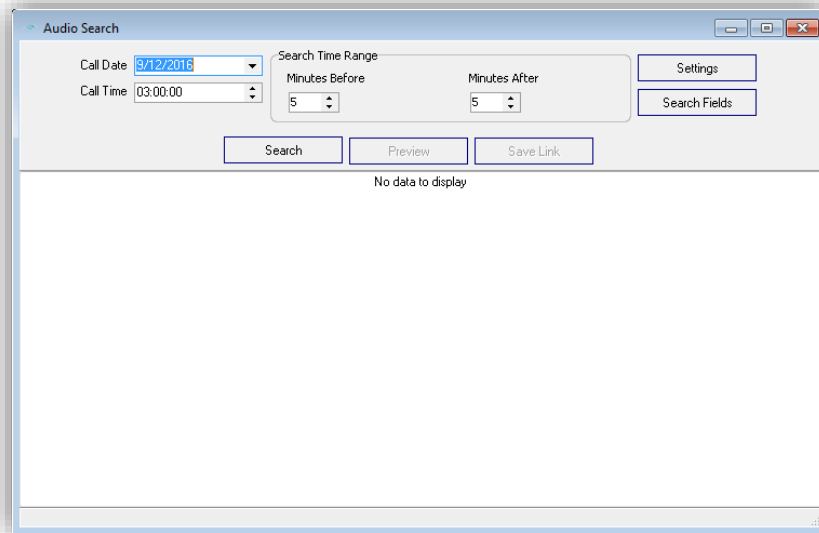 Audio Search
Call Date 9/12/2016
Call Time 03:00:00
Search Time Range
Minutes Before Minutes After
5 5
Settings
Search Fields
Search Preview Save Link
No data to display